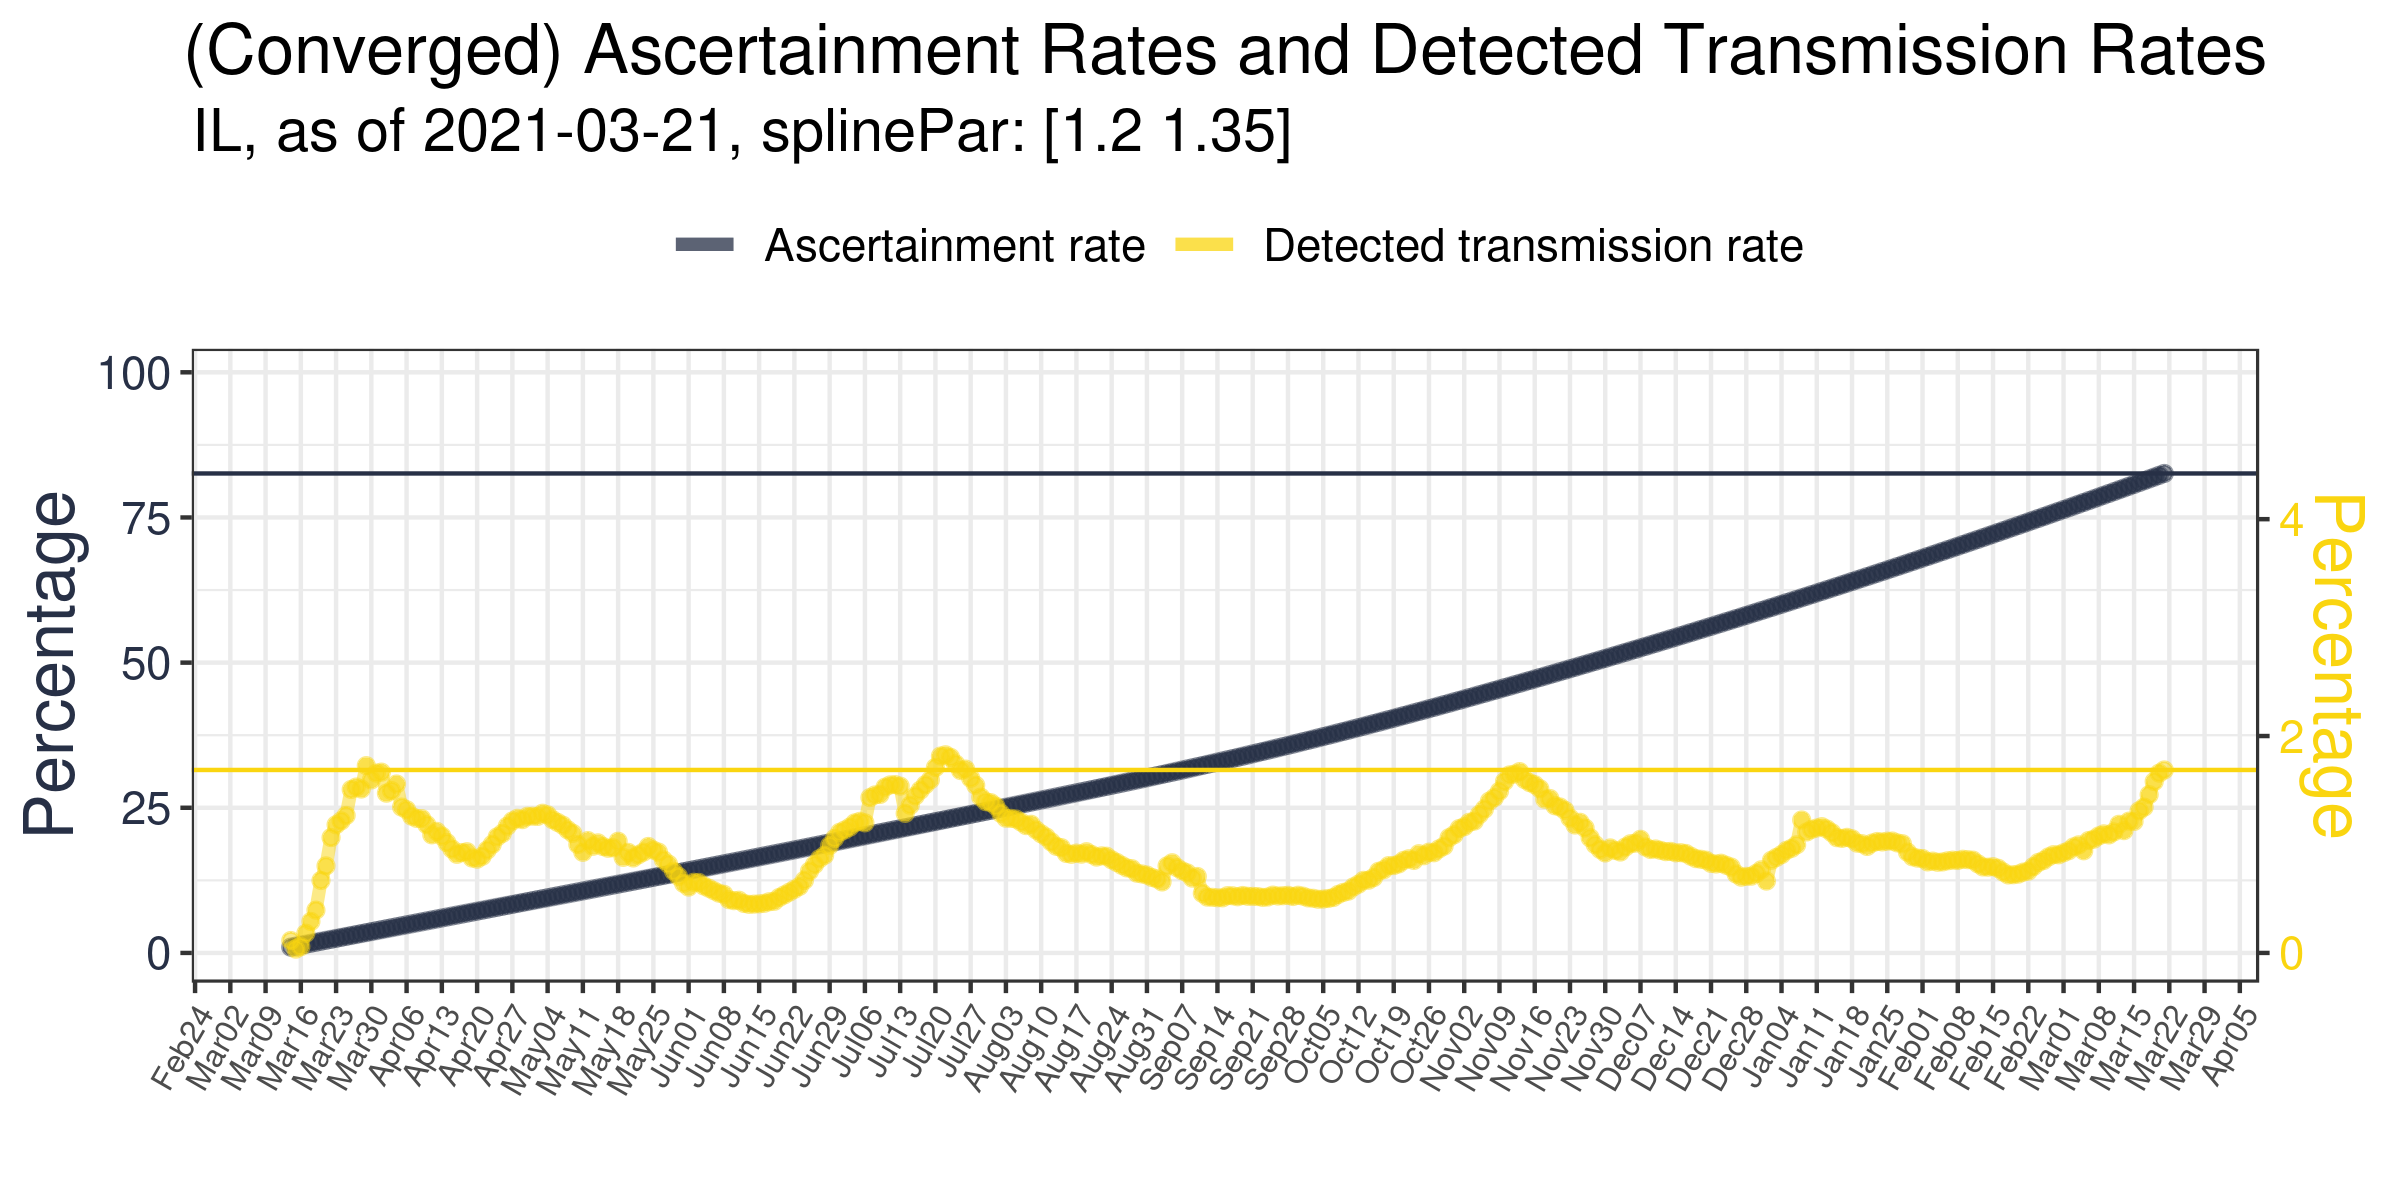 (Converged) Ascertainment Rates and Detected Transmission Rates
IL, as of 2021-03-21, splinePar: [1.2 1.35]
Ascertainment rate Detected transmission rate
Percentage
100
75
50
25
0
4
2
0
Percentage
Feb24 Mar02 Mar09 Mar16 Mar23 Mar30 Apr06 Apr13 Apr20 Apr27 May04 May11 May18 May25 Jun01 Jun08 Jun15 Jun22 Jun29 Jul06 Jul13 Jul20 Jul27 Aug03 Aug10 Aug17 Aug24 Aug31 Sep07 Sep14 Sep21 Sep28 Oct05 Oct12 Oct19 Oct26 Nov02 Nov09 Nov16 Nov23 Nov30 Dec07 Dec14 Dec21 Dec28 Jan04 Jan11 Jan18 Jan25 Feb01 Feb08 Feb15 Feb22 Mar01 Mar08 Mar15 Mar22 Mar29 Apr05